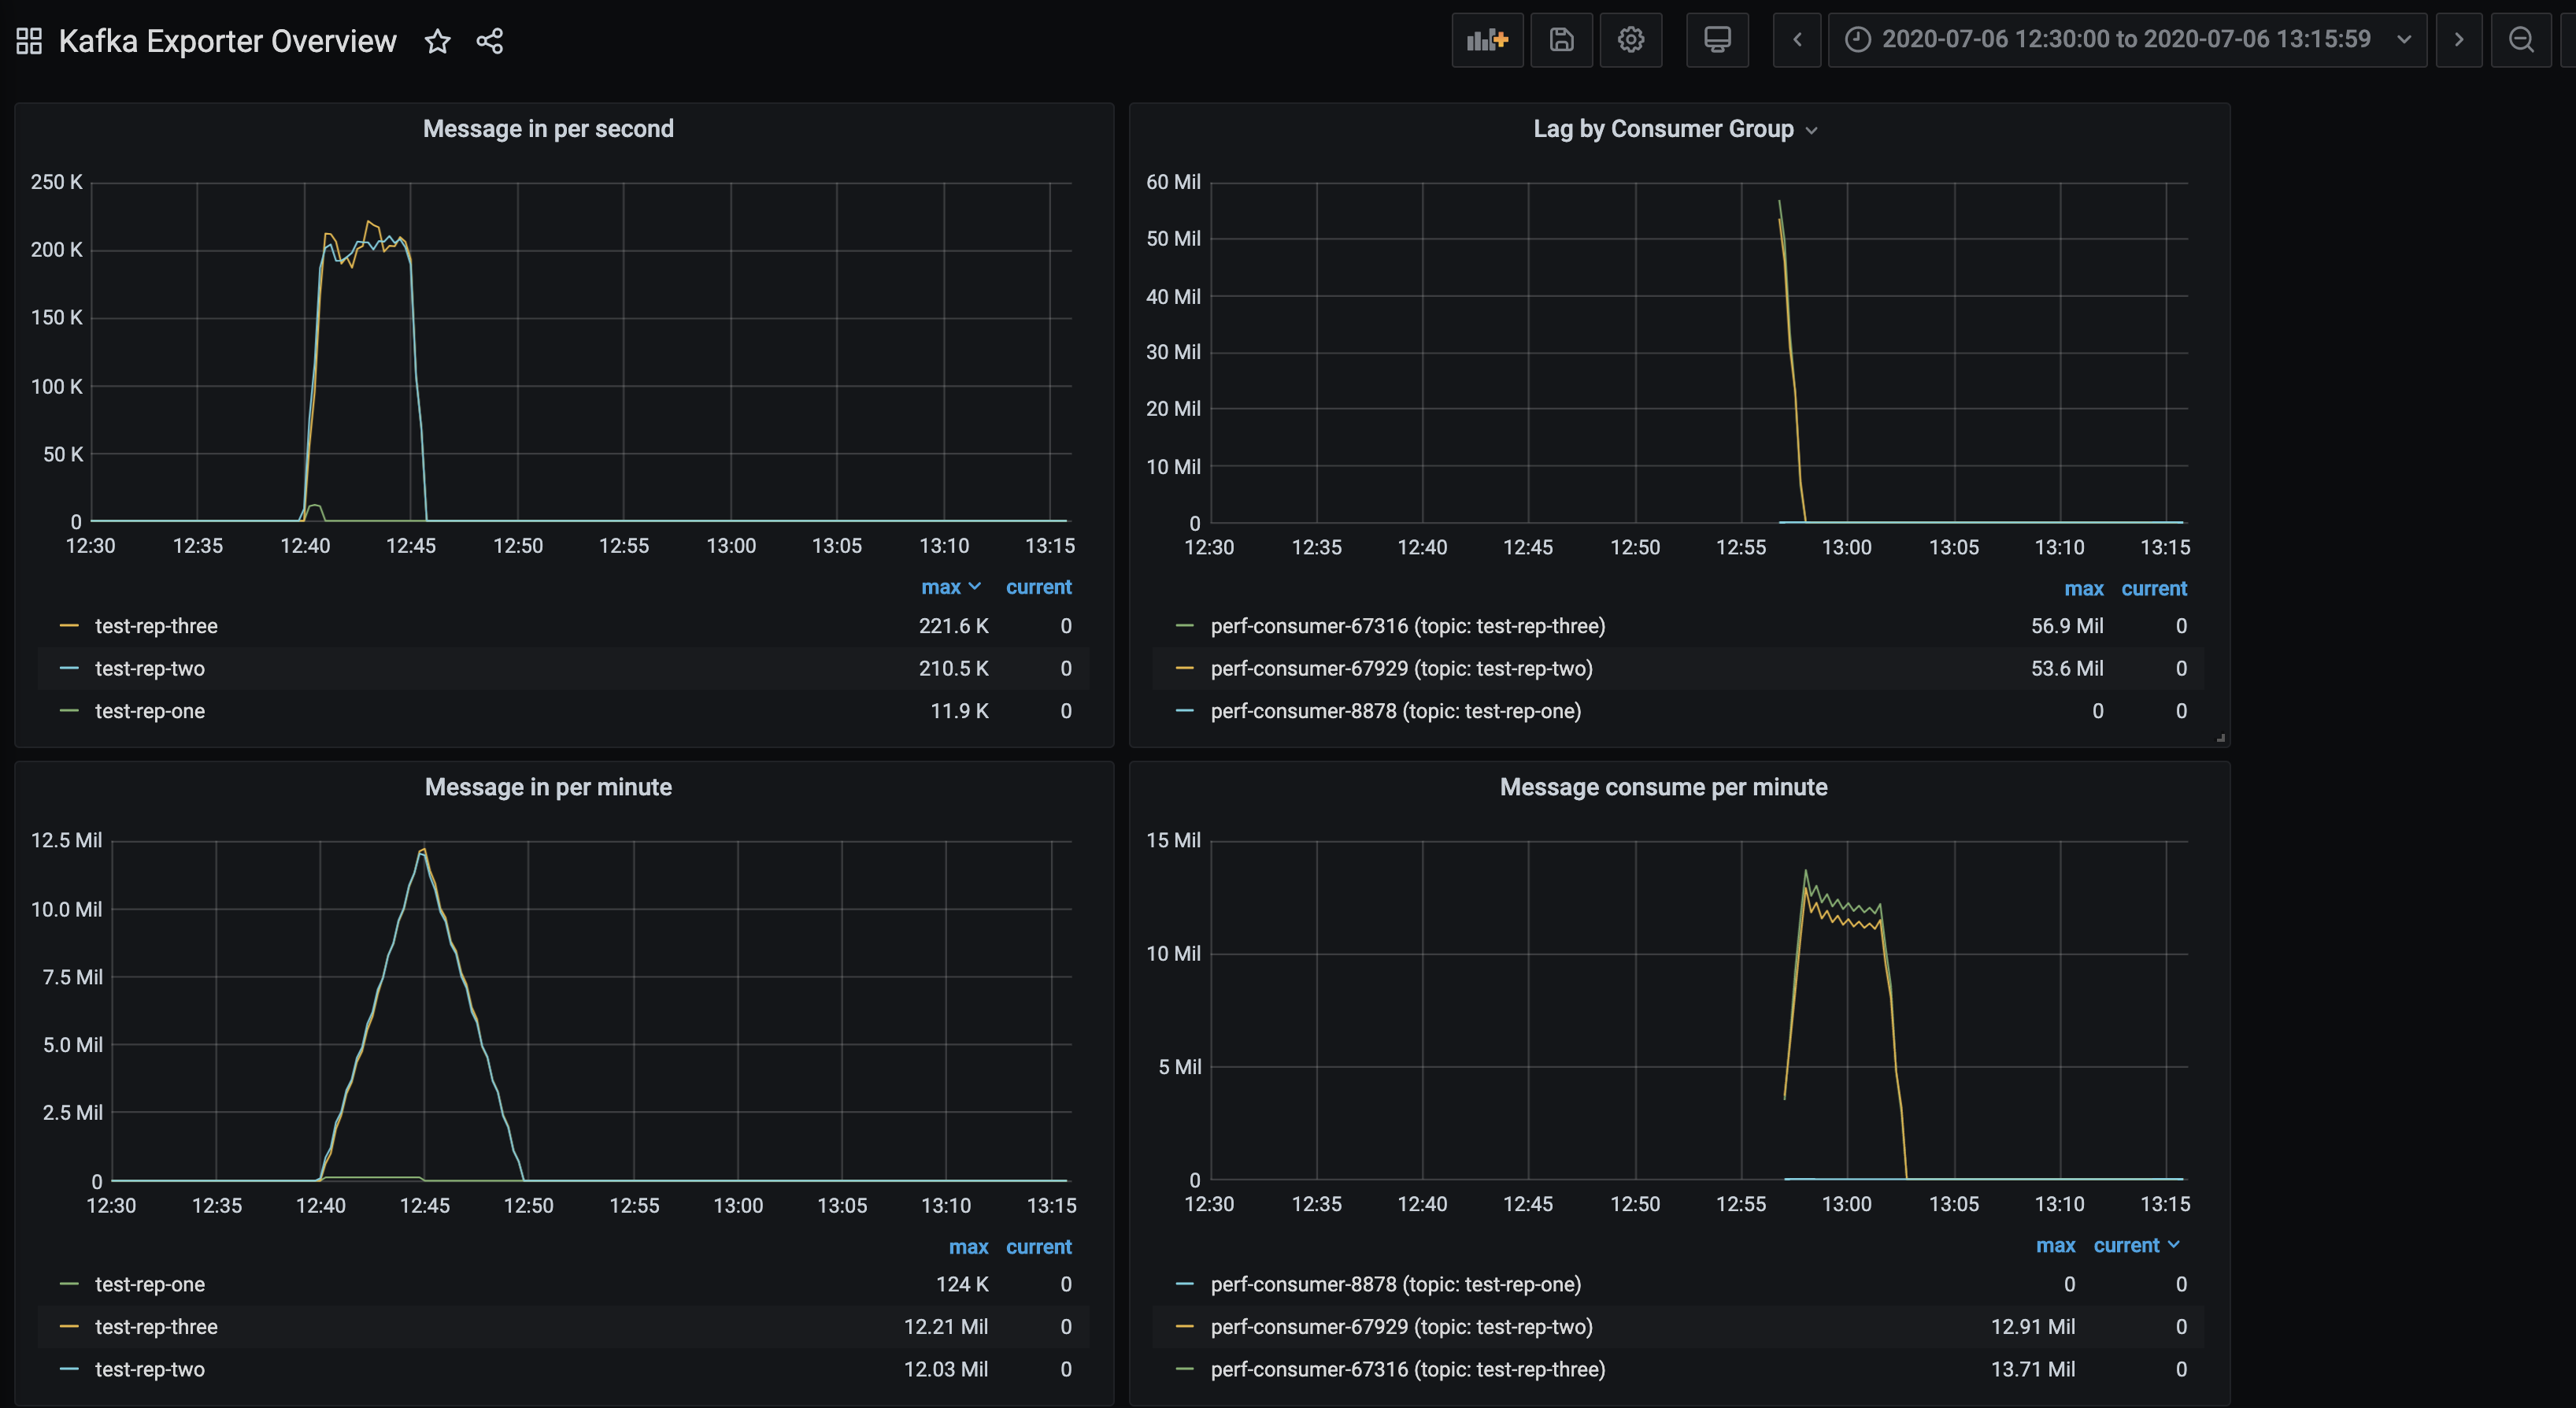 Kafka Exporter Overview
2020-07-06 12:30:00 to 2020-07-06 13:15:59
Message in per second
250 K
200 K
150 K
100 K
50 K
0
12:30 12:35 12:40 12:45 12:50 12:55 13:00 13:05 13:10 13:15
max current
test-rep-three 221.6 K 0
test-rep-two 210.5 K 0
test-rep-one 11.9 K 0
Lag by Consumer Group
60 Mil
50 Mil
40 Mil
30 Mil
20 Mil
10 Mil
0
12:30 12:35 12:40 12:45 12:50 12:55 13:00 13:05 13:10 13:15
max current
perf-consumer-67316 (topic: test-rep-three) 56.9 Mil 0
perf-consumer-67929 (topic: test-rep-two) 53.6 Mil 0
perf-consumer-8878 (topic: test-rep-one) 0 0
Message in per minute
12.5 Mil
10.0 Mil
7.5 Mil
5.0 Mil
2.5 Mil
0
12:30 12:35 12:40 12:45 12:50 12:55 13:00 13:05 13:10 13:15
max current
test-rep-one 124 K 0
test-rep-three 12.21 Mil 0
test-rep-two 12.03 Mil 0
Message consume per minute
15 Mil
10 Mil
5 Mil
0
12:30 12:35 12:40 12:45 12:50 12:55 13:00 13:05 13:10 13:15
max current
perf-consumer-8878 (topic: test-rep-one) 0 0
perf-consumer-67929 (topic: test-rep-two) 12.91 Mil 0
perf-consumer-67316 (topic: test-rep-three) 13.71 Mil 0